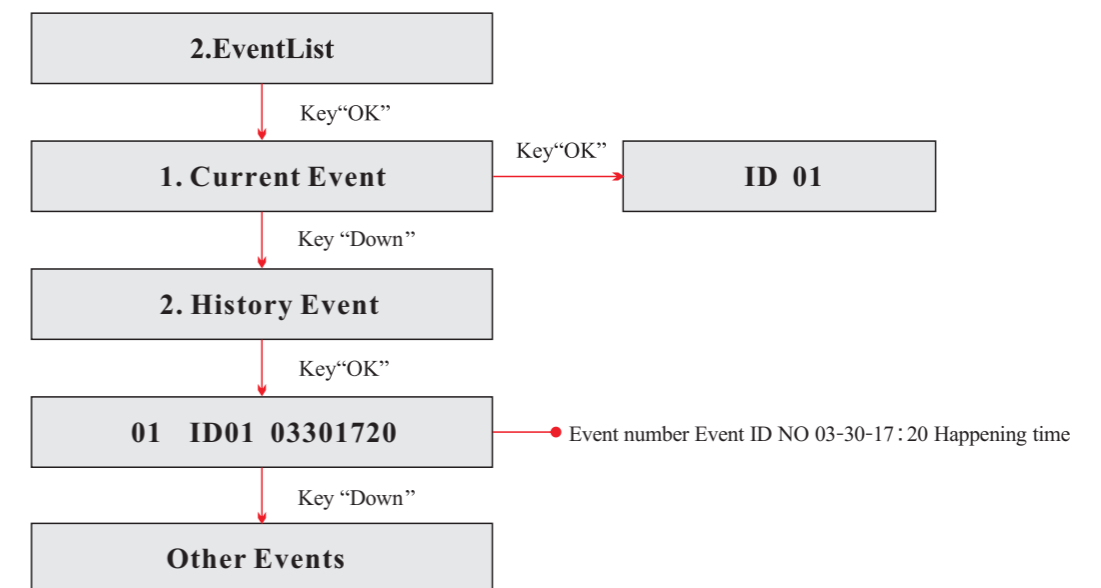 2.EventList
Key“OK”
1. Current Event
Key“OK”
ID 01
Key “Down”
2. History Event
Key“OK”
01 ID01 03301720
Event number Event ID NO 03-30-17:20 Happening time
Key “Down”
Other Events